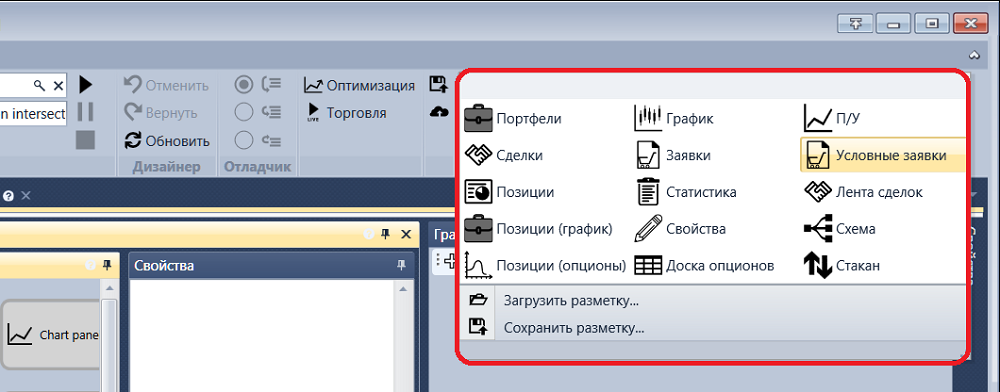 Отменить
Оптимизация
n intersect
Вернуть
LIVE
Торговля
Обновить
Дизайнер
Отладчик
Портфели
График
П/У
Сделки
Заявки
Условные заявки
Позиции
Статистика
Лента сделок
Позиции (график)
Свойства
Схема
Позиции (опционы)
Доска опционов
Стакан
Загрузить разметку...
Сохранить разметку...
Свойства
Гра
Chart pane